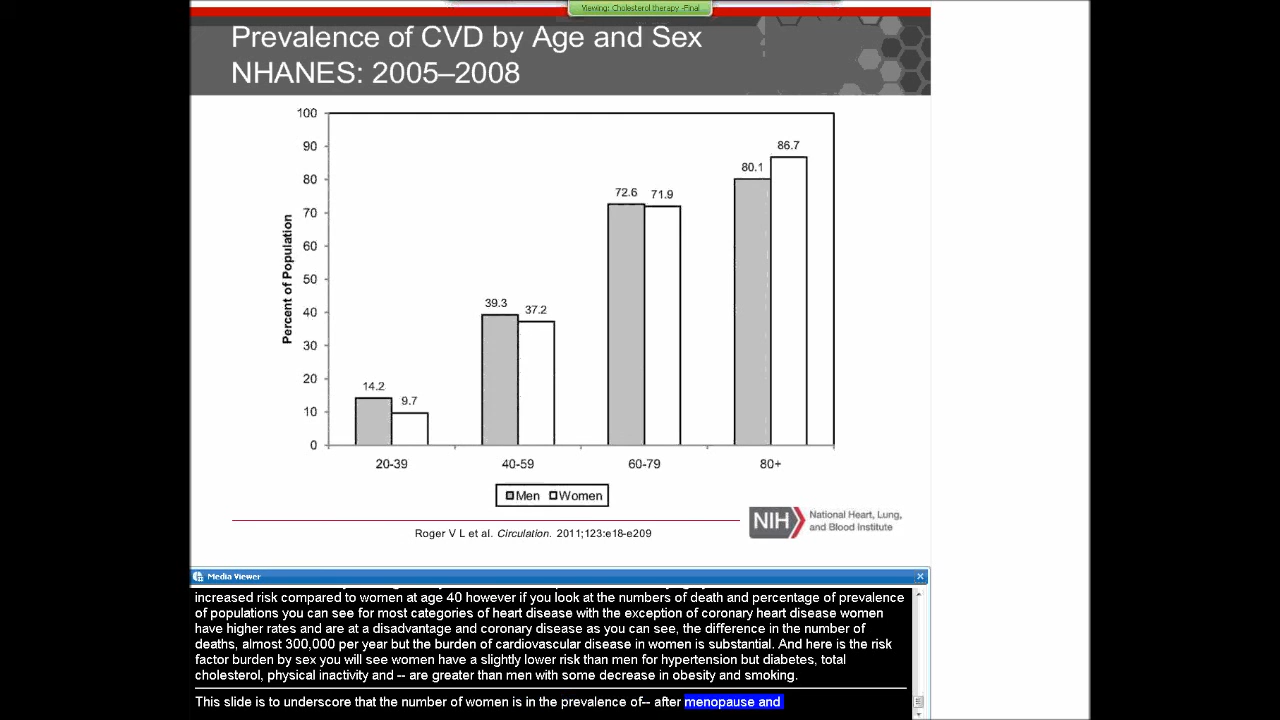 Viewing: Cholesterol therapy -Final
Prevalence of CVD by Age and Sex
NHANES: 2005–2008
Percent of Population
100
90
80
70
60
50
40
30
20
10
0
14.2
9.7
39.3
37.2
72.6
71.9
80.1
86.7
20-39
40-59
60-79
80+
Men Women
Roger V L et al. Circulation. 2011;123:e18-e209
NIH
National Heart, Lung,
and Blood Institute
Media Viewer
increased risk compared to women at age 40 however if you look at the numbers of death and percentage of prevalence
of populations you can see for most categories of heart disease with the exception of coronary heart disease women
have higher rates and are at a disadvantage and coronary disease as you can see, the difference in the number of
deaths, almost 300,000 per year but the burden of cardiovascular disease in women is substantial. And here is the risk
factor burden by sex you will see women have a slightly lower risk than men for hypertension but diabetes, total
cholesterol, physical inactivity and -- are greater than men with some decrease in obesity and smoking.
This slide is to underscore that the number of women is in the prevalence of-- after menopause and